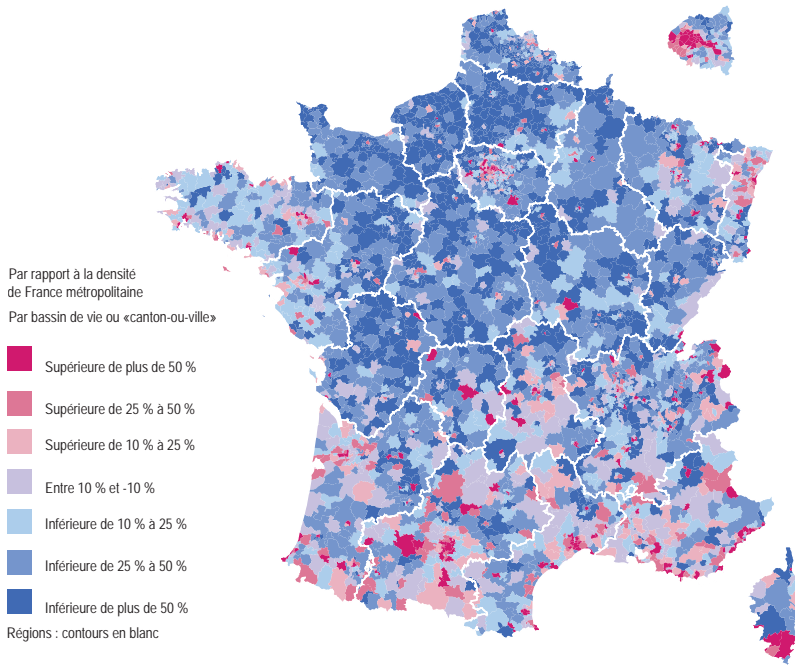 Par rapport à la densité
de France métropolitaine
Par bassin de vie ou «canton-ou-ville»
Supérieure de plus de 50 %
Supérieure de 25 % à 50 %
Supérieure de 10 % à 25 %
Entre 10 % et -10 %
Inférieure de 10 % à 25 %
Inférieure de 25 % à 50 %
Inférieure de plus de 50 %
Régions : contours en blanc